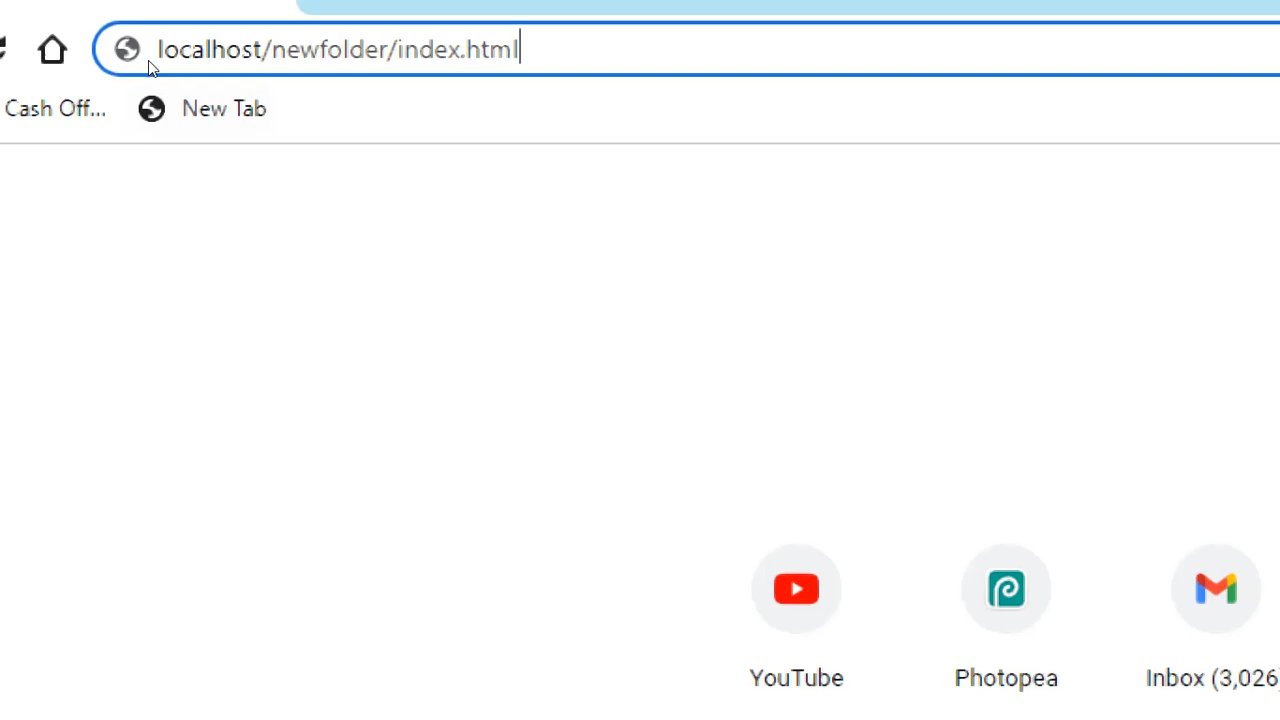 localhost/newfolder/index.html
Cash Off... New Tab
YouTube Photopea Inbox (3,026)